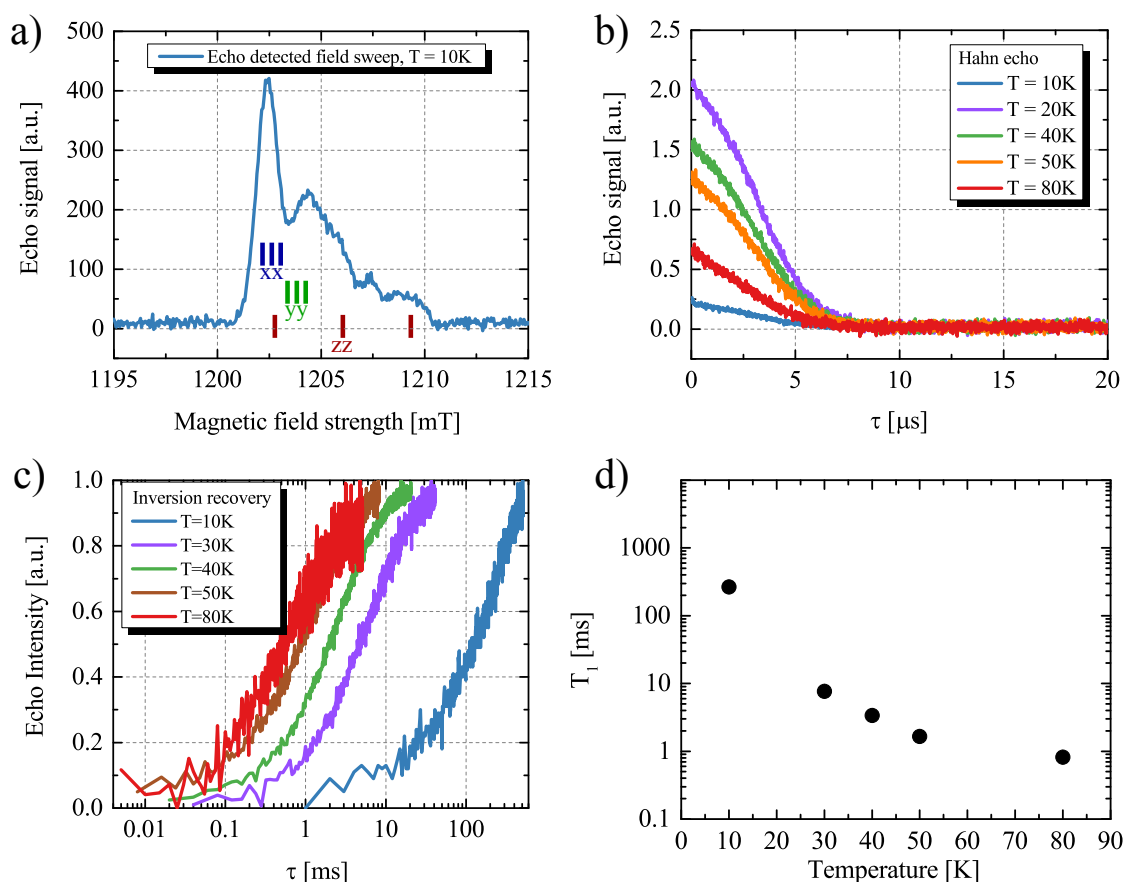 a)
500
400
300
200
100
0
Echo signal [a.u.]
Echo detected field sweep, T = 10K
xx
yy
zz
1195 1200 1205 1210 1215
Magnetic field strength [mT]
b)
2.5
2.0
1.5
1.0
0.5
0.0
Echo signal [a.u.]
Hahn echo
T = 10K
T = 20K
T = 40K
T = 50K
T = 80K
0 5 10 15 20
τ [μs]
c)
1.0
0.8
0.6
0.4
0.2
0.0
Echo Intensity [a.u.]
Inversion recovery
T=10K
T=30K
T=40K
T=50K
T=80K
0.01 0.1 1 10 100
τ [ms]
d)
1000
100
10
1
0.1
T1 [ms]
0 10 20 30 40 50 60 70 80 90
Temperature [K]